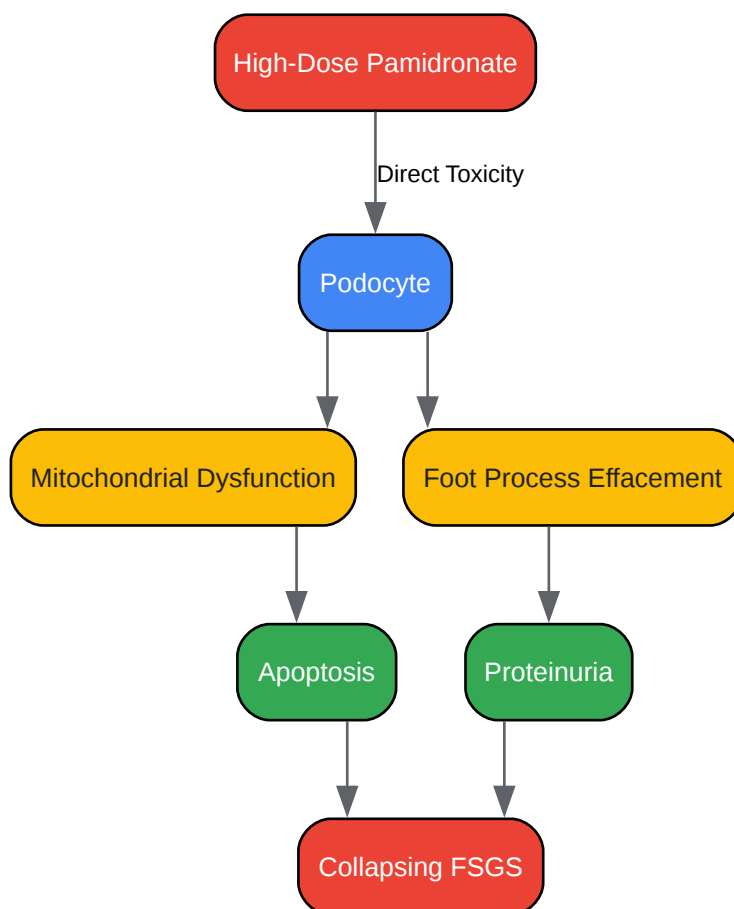 High-Dose Pamidronate
Direct Toxicity
Podocyte
Mitochondrial Dysfunction
Foot Process Effacement
Apoptosis
Proteinuria
Collapsing FSGS